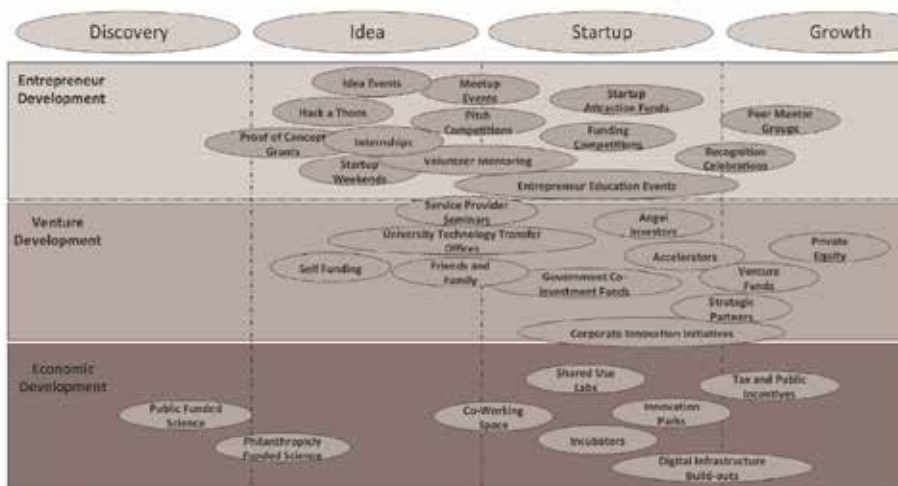 Discovery
Idea
Startup
Growth
Entrepreneur
Development
Idea Events
Meetup
Events
Startup
Attraction Funds
Hack a Thons
Pitch
Competitions
Peer Mentor
Groups
Proof of Concept
Grants
Internships
Funding
Competitions
Startup
Weekends
Volunteer Mentoring
Recognition
Celebrations
Entrepreneur Education Events
Venture
Development
Service Provider
Seminars
Angel
Investors
University Technology Transfer
Offices
Private
Equity
Self Funding
Friends and
Family
Accelerators
Government Co-
investment Funds
Venture
Funds
Strategic
Partners
Corporate Innovation Initiatives
Economic
Development
Shared Use
Labs
Tax and Public
Incentives
Public Funded
Science
Co-Working
Space
Innovation
Parks
Philanthropicly
Funded Science
Incubators
Digital Infrastructure
Build-outs